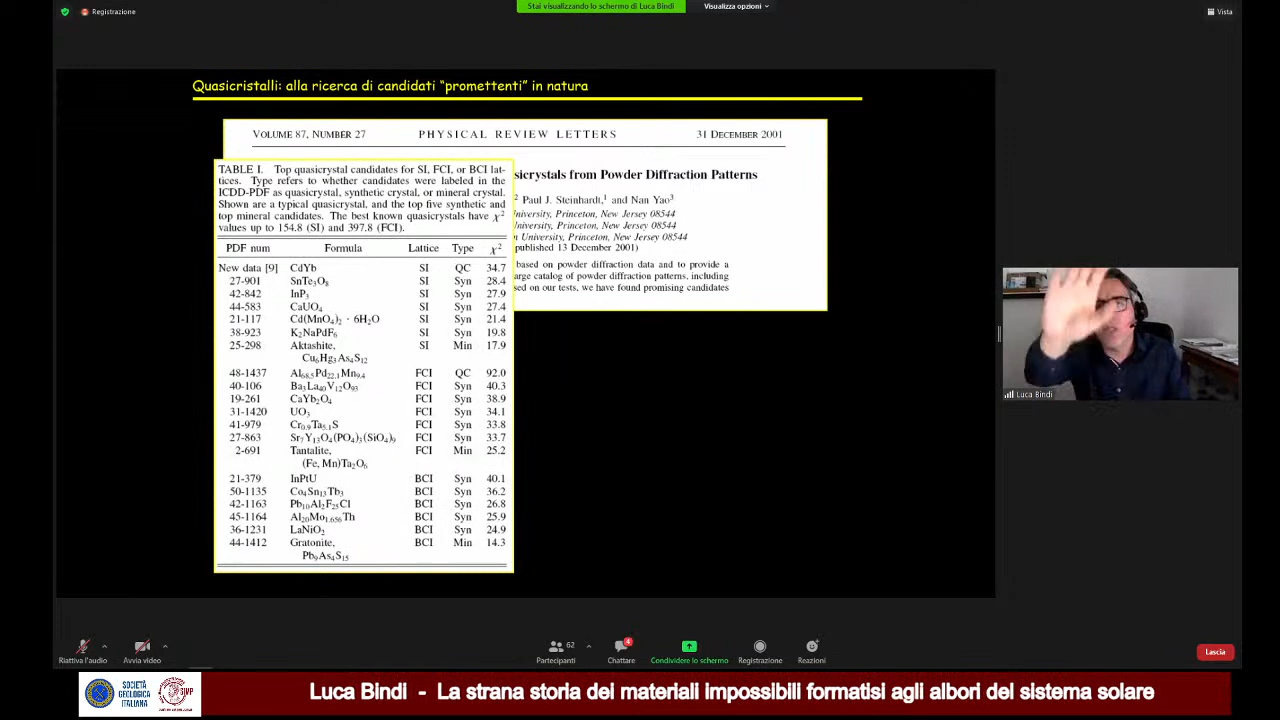 Registrazione
Stai visualizzando lo schermo di Luca Bindi
Visualizza opzioni
Vista
Quasicristalli: alla ricerca di candidati “promettenti” in natura
VOLUME 87, NUMBER 27 PHYSICAL REVIEW LETTERS 31 DECEMBER 2001
sicrystals from Powder Diffraction Patterns
² Paul J. Steinhardt,¹ and Nan Yao³
niversity, Princeton, New Jersey 08544
University, Princeton, New Jersey 08544
n University, Princeton, New Jersey 08544
published 13 December 2001)
based on powder diffraction data and to provide a
arge catalog of powder diffraction patterns, including
sed on our tests, we have found promising candidates
TABLE I. Top quasicrystal candidates for SI, FCI, or BCI lat-
tices. Type refers to whether candidates were labeled in the
ICDD-PDF as quasicrystal, synthetic crystal, or mineral crystal.
Shown are a typical quasicrystal, and the top five synthetic and
top mineral candidates. The best known quasicrystals have χ²
values up to 154.8 (SI) and 397.8 (FCI).
PDF num Formula Lattice Type χ²
New data [9] CdYb SI QC 34.7
27-901 SnTe₃O₈ SI Syn 28.4
42-842 InP₃ SI Syn 27.9
44-583 CaUO₄ SI Syn 27.4
21-117 Cd(MnO₄)₂ · 6H₂O SI Syn 21.4
38-923 K₂NaPdF₆ SI Syn 19.8
25-298 Aktashite, SI Min 17.9
Cu₆Hg₃As₄S₁₂
48-1437 Al₆₈.₅Pd₂₂.₁Mn₉.₄ FCI QC 92.0
40-106 Ba₃La₄₀V₁₂O₉₃ FCI Syn 40.3
19-261 CaYb₂O₄ FCI Syn 38.9
31-1420 UO₃ FCI Syn 34.1
41-979 Cr₀.₉Ta₅.₁S FCI Syn 33.8
27-863 Sr₇Y₁₃O₄(PO₄)₃(SiO₄)₉ FCI Syn 33.7
2-691 Tantalite, FCI Min 25.2
(Fe, Mn)Ta₂O₆
21-379 InPtU BCI Syn 40.1
50-1135 Co₄Sn₁₃Tb₃ BCI Syn 36.2
42-1163 Pb₁₀Al₂F₂₅Cl BCI Syn 26.8
45-1164 Al₂₀Mo₁.₆₅₆Th BCI Syn 25.9
36-1231 LaNiO₂ BCI Syn 24.9
44-1412 Gratonite, BCI Min 14.3
Pb₉As₄S₁₅
Luca Bindi
Riattiva l'audio
Avvia video
62
Partecipanti
4
Chattare
Condividere lo schermo
Registrazione
Reazioni
Lascia
SOCIETÀ
GEOLOGICA
ITALIANA
Luca Bindi - La strana storia dei materiali impossibili formatisi agli albori del sistema solare